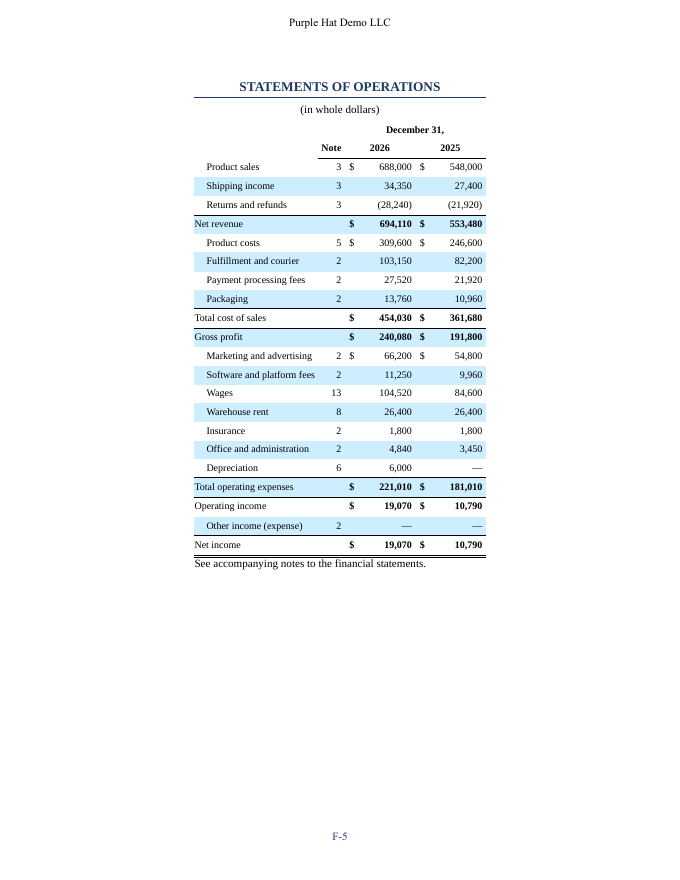 Purple Hat Demo LLC
STATEMENTS OF OPERATIONS
(in whole dollars)
December 31,
Note 2026 2025
Product sales 3 $ 688,000 $ 548,000
Shipping income 3 34,350 27,400
Returns and refunds 3 (28,240) (21,920)
Net revenue $ 694,110 $ 553,480
Product costs 5 $ 309,600 $ 246,600
Fulfillment and courier 2 103,150 82,200
Payment processing fees 2 27,520 21,920
Packaging 2 13,760 10,960
Total cost of sales $ 454,030 $ 361,680
Gross profit $ 240,080 $ 191,800
Marketing and advertising 2 $ 66,200 $ 54,800
Software and platform fees 2 11,250 9,960
Wages 13 104,520 84,600
Warehouse rent 8 26,400 26,400
Insurance 2 1,800 1,800
Office and administration 2 4,840 3,450
Depreciation 6 6,000 —
Total operating expenses $ 221,010 $ 181,010
Operating income $ 19,070 $ 10,790
Other income (expense) 2 — —
Net income $ 19,070 $ 10,790
See accompanying notes to the financial statements.
F-5